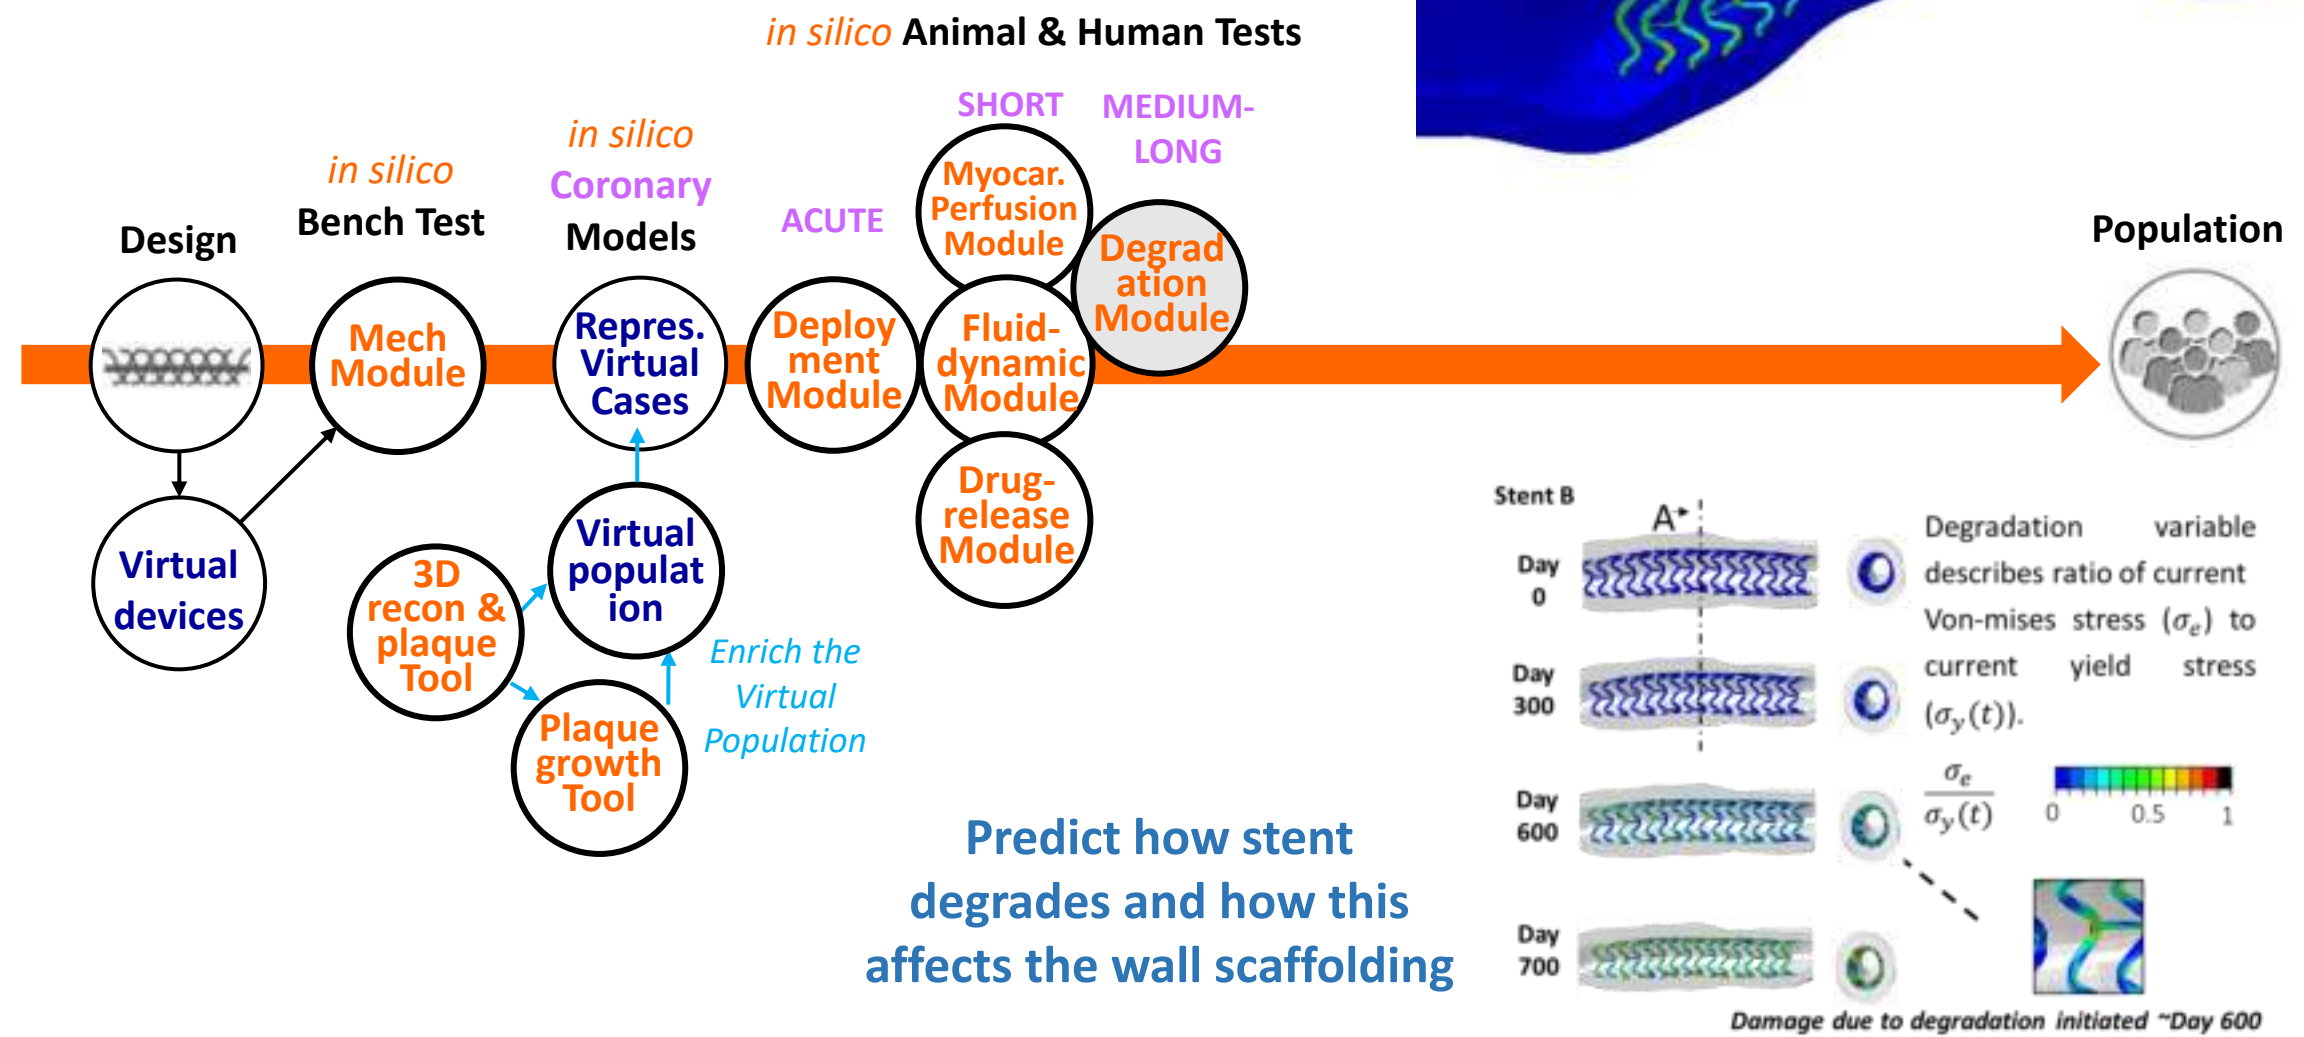 in silico Animal & Human Tests
SHORT
MEDIUM-
LONG
in silico
Coronary
Models
in silico
Bench Test
ACUTE
Design
Population
Myocar.
Perfusion
Module
Degrad
ation
Module
Mech
Module
Repres.
Virtual
Cases
Deploy
ment
Module
Fluid-
dynamic
Module
Drug-
release
Module
Virtual
devices
3D
recon &
plaque
Tool
Virtual
populat
ion
Plaque
growth
Tool
Enrich the
Virtual
Population
Predict how stent
degrades and how this
affects the wall scaffolding
Stent B
A
Day
0
Day
300
Day
600
Day
700
Degradation variable
describes ratio of current
Von-mises stress (σₑ) to
current yield stress
(σᵧ(t)).
σₑ
σᵧ(t)
0 0.5 1
Damage due to degradation initiated ~Day 600